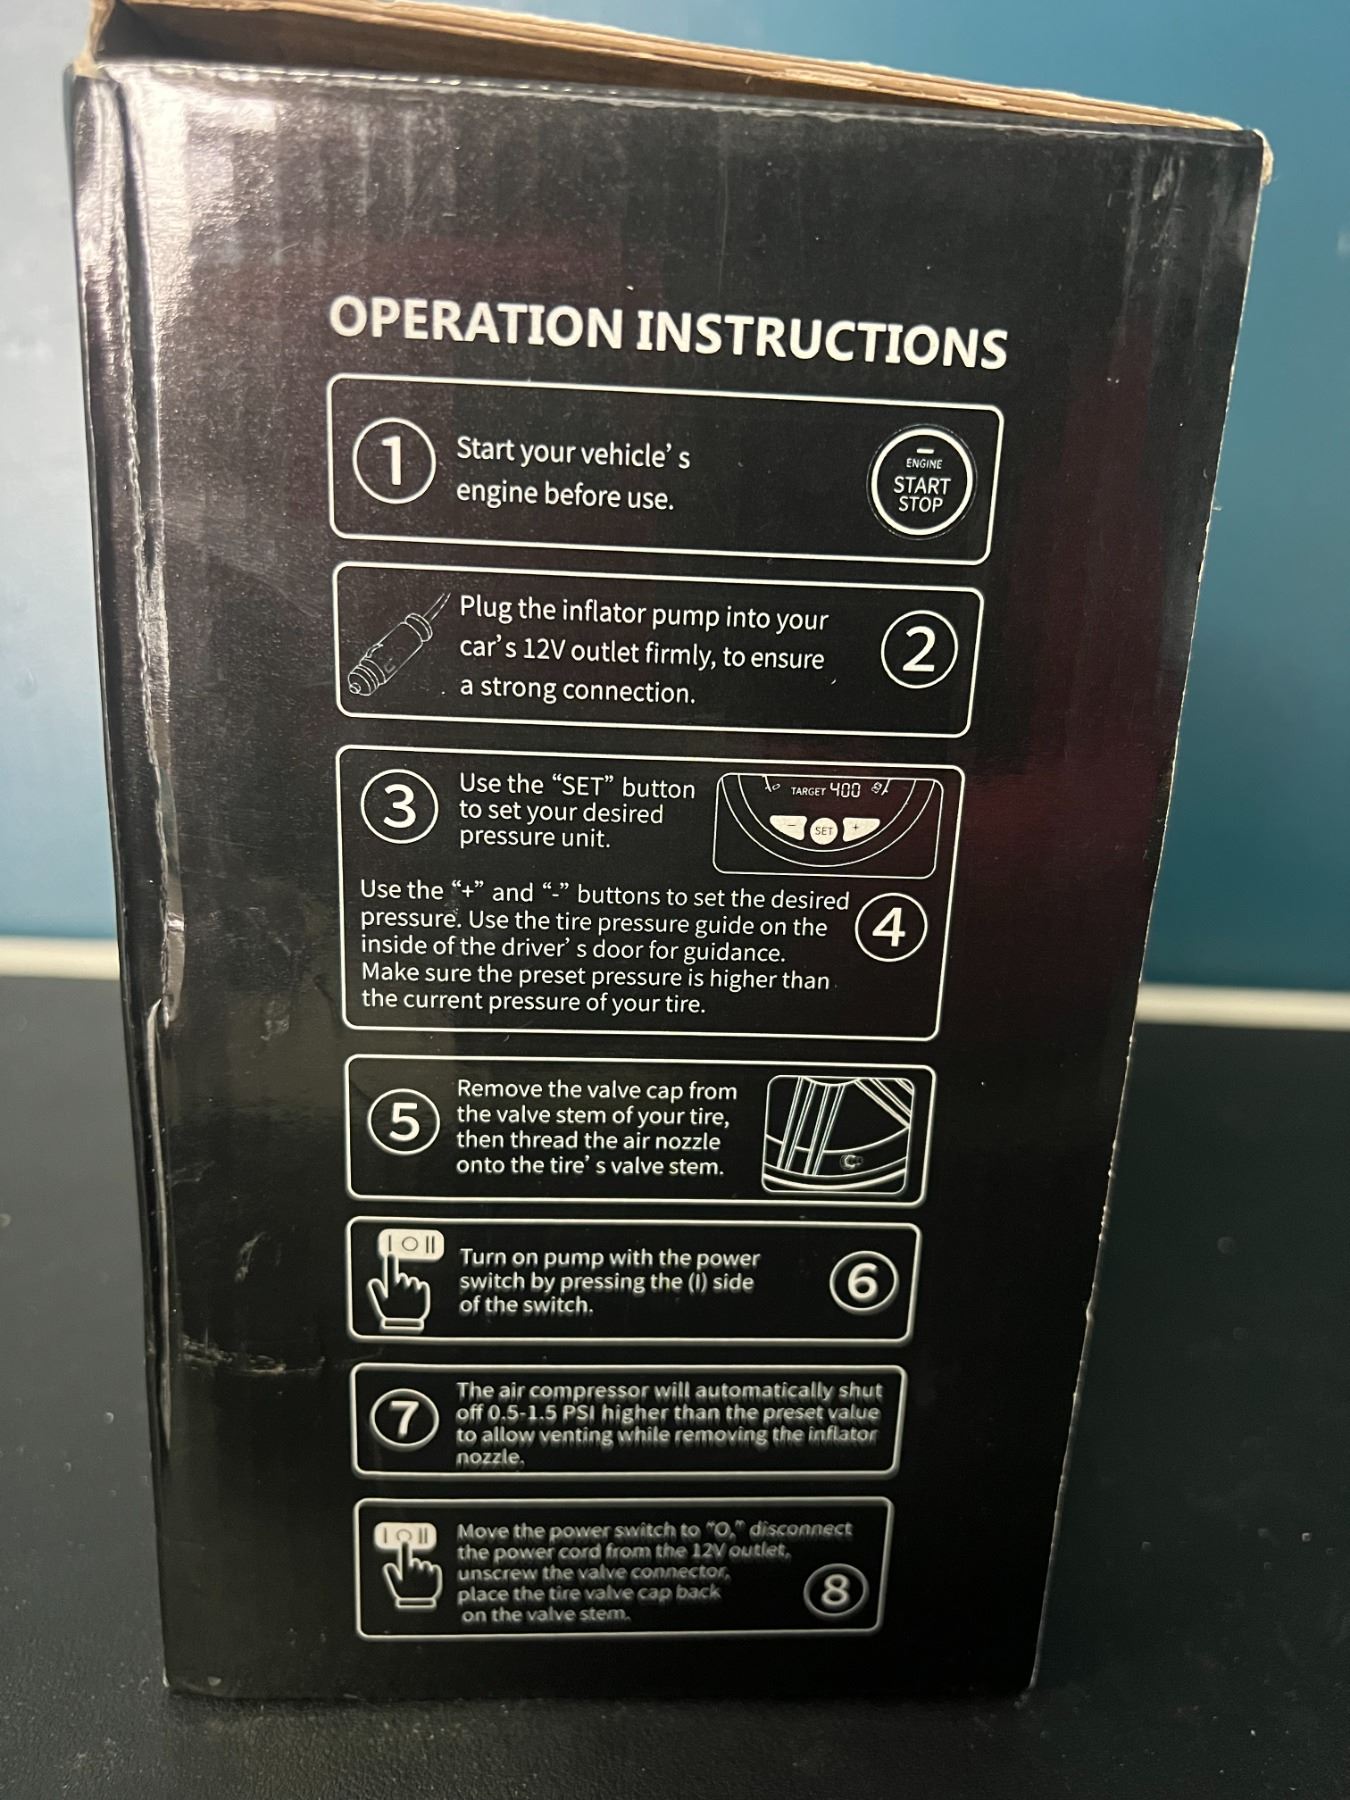 OPERATION INSTRUCTIONS
1
Start your vehicle’s
engine before use.
ENGINE
START
STOP
Plug the inflator pump into your
car’s 12V outlet firmly, to ensure
a strong connection.
2
3
Use the “SET” button
to set your desired
pressure unit.
TARGET 400
- SET +
Use the “+” and “-” buttons to set the desired
pressure. Use the tire pressure guide on the
inside of the driver’s door for guidance.
Make sure the preset pressure is higher than
the current pressure of your tire.
4
5
Remove the valve cap from
the valve stem of your tire,
then thread the air nozzle
onto the tire’s valve stem.
I O II
Turn on pump with the power
switch by pressing the (I) side
of the switch.
6
7
The air compressor will automatically shut
off 0.5-1.5 PSI higher than the preset value
to allow venting while removing the inflator
nozzle.
I O II
Move the power switch to “O,” disconnect
the power cord from the 12V outlet,
unscrew the valve connector,
place the tire valve cap back
on the valve stem.
8